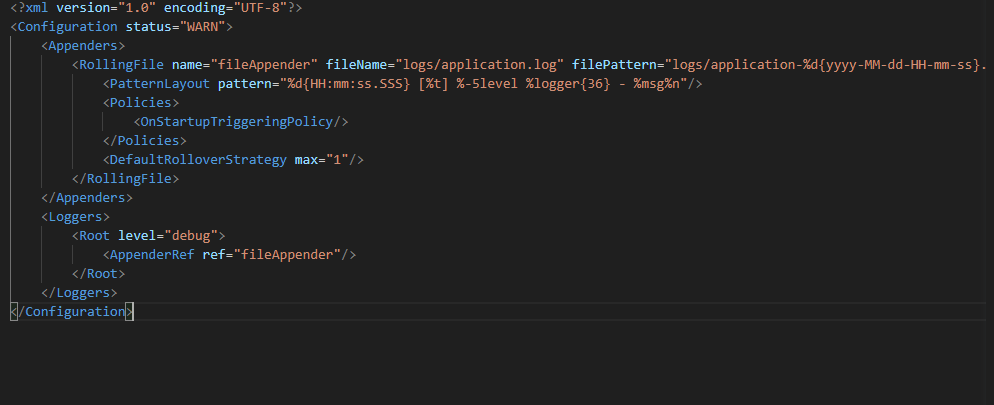 <?xml version="1.0" encoding="UTF-8"?>
<Configuration status="WARN">
    <Appenders>
        <RollingFile name="fileAppender" fileName="logs/application.log" filePattern="logs/application-%d{yyyy-MM-dd-HH-mm-ss}.
            <PatternLayout pattern="%d{HH:mm:ss.SSS} [%t] %-5level %logger{36} - %msg%n"/>
            <Policies>
                <OnStartupTriggeringPolicy/>
            </Policies>
            <DefaultRolloverStrategy max="1"/>
        </RollingFile>
    </Appenders>
    <Loggers>
        <Root level="debug">
            <AppenderRef ref="fileAppender"/>
        </Root>
    </Loggers>
</Configuration>